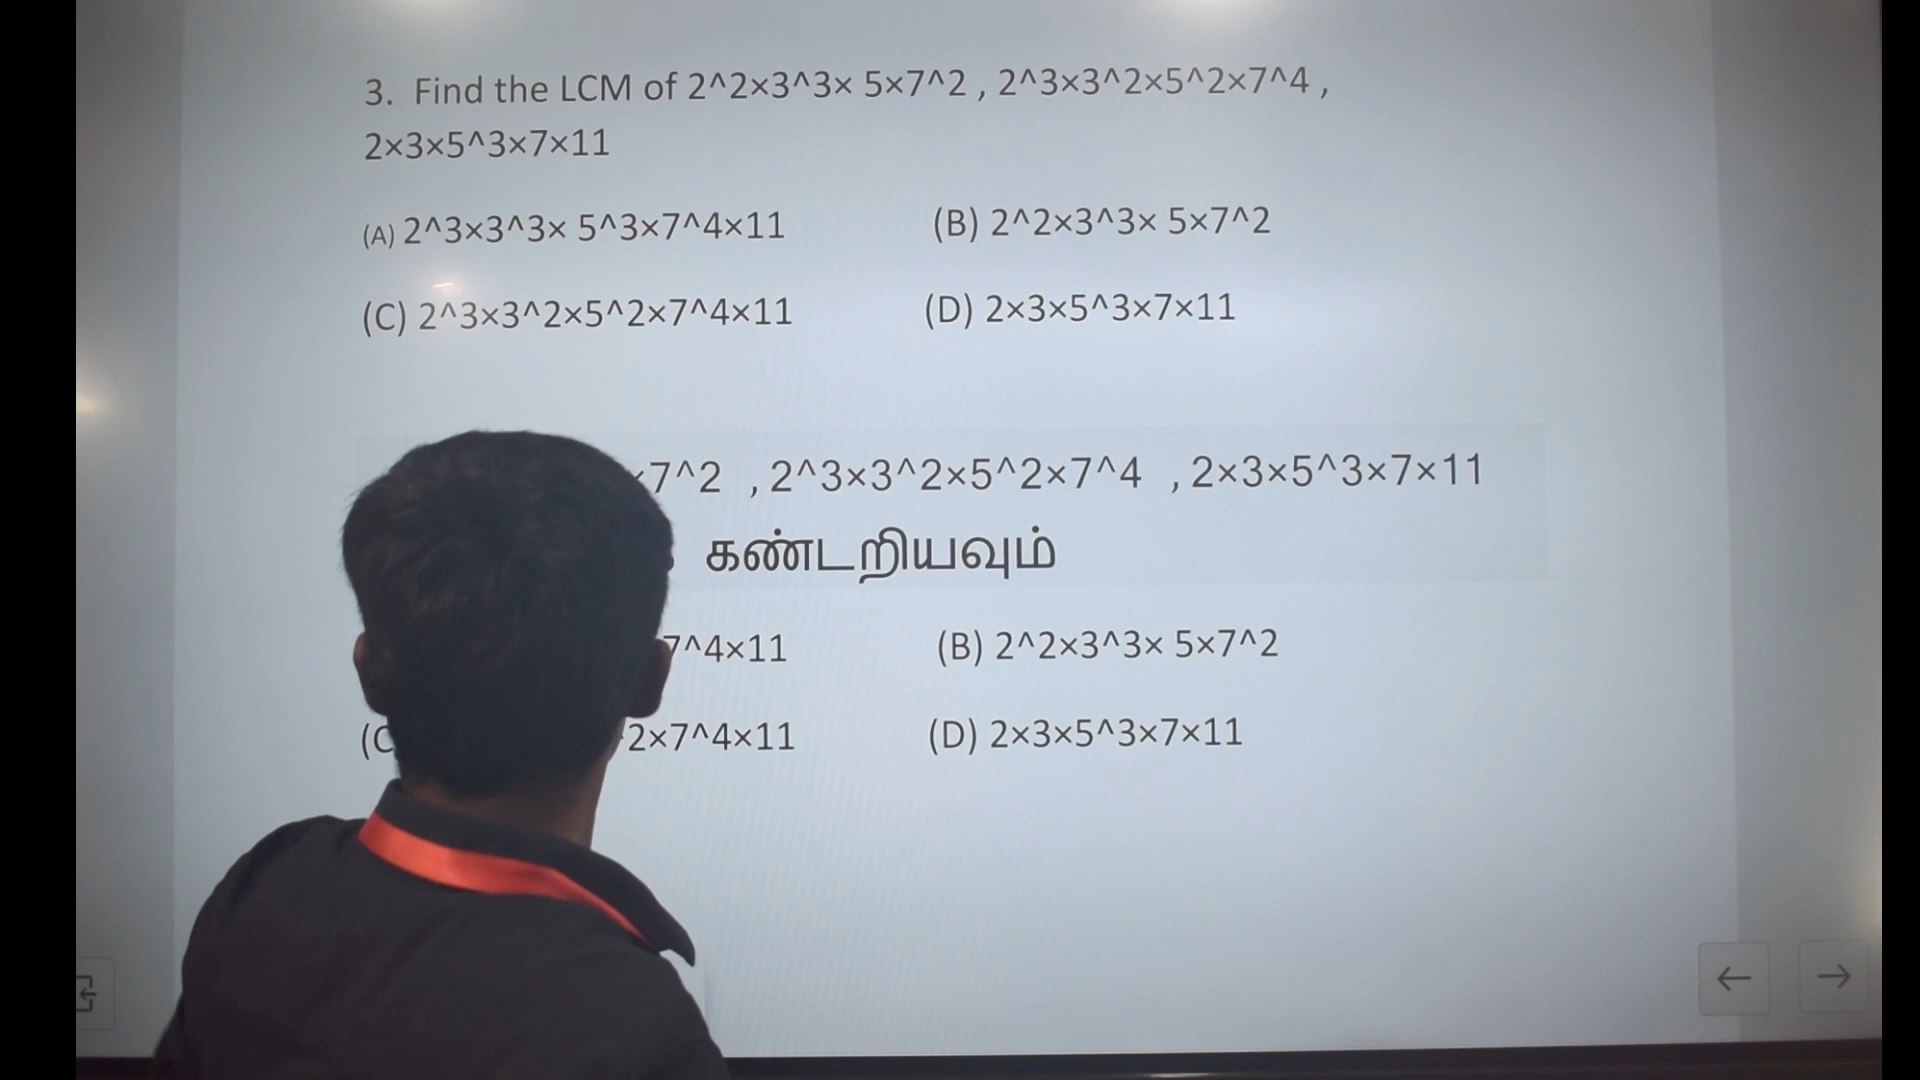 3. Find the LCM of 2^2×3^3× 5×7^2 , 2^3×3^2×5^2×7^4 ,
2×3×5^3×7×11
(A) 2^3×3^3× 5^3×7^4×11 (B) 2^2×3^3× 5×7^2
(C) 2^3×3^2×5^2×7^4×11 (D) 2×3×5^3×7×11
×7^2 , 2^3×3^2×5^2×7^4 , 2×3×5^3×7×11
கண்டறியவும்
7^4×11 (B) 2^2×3^3× 5×7^2
(C 2×7^4×11 (D) 2×3×5^3×7×11